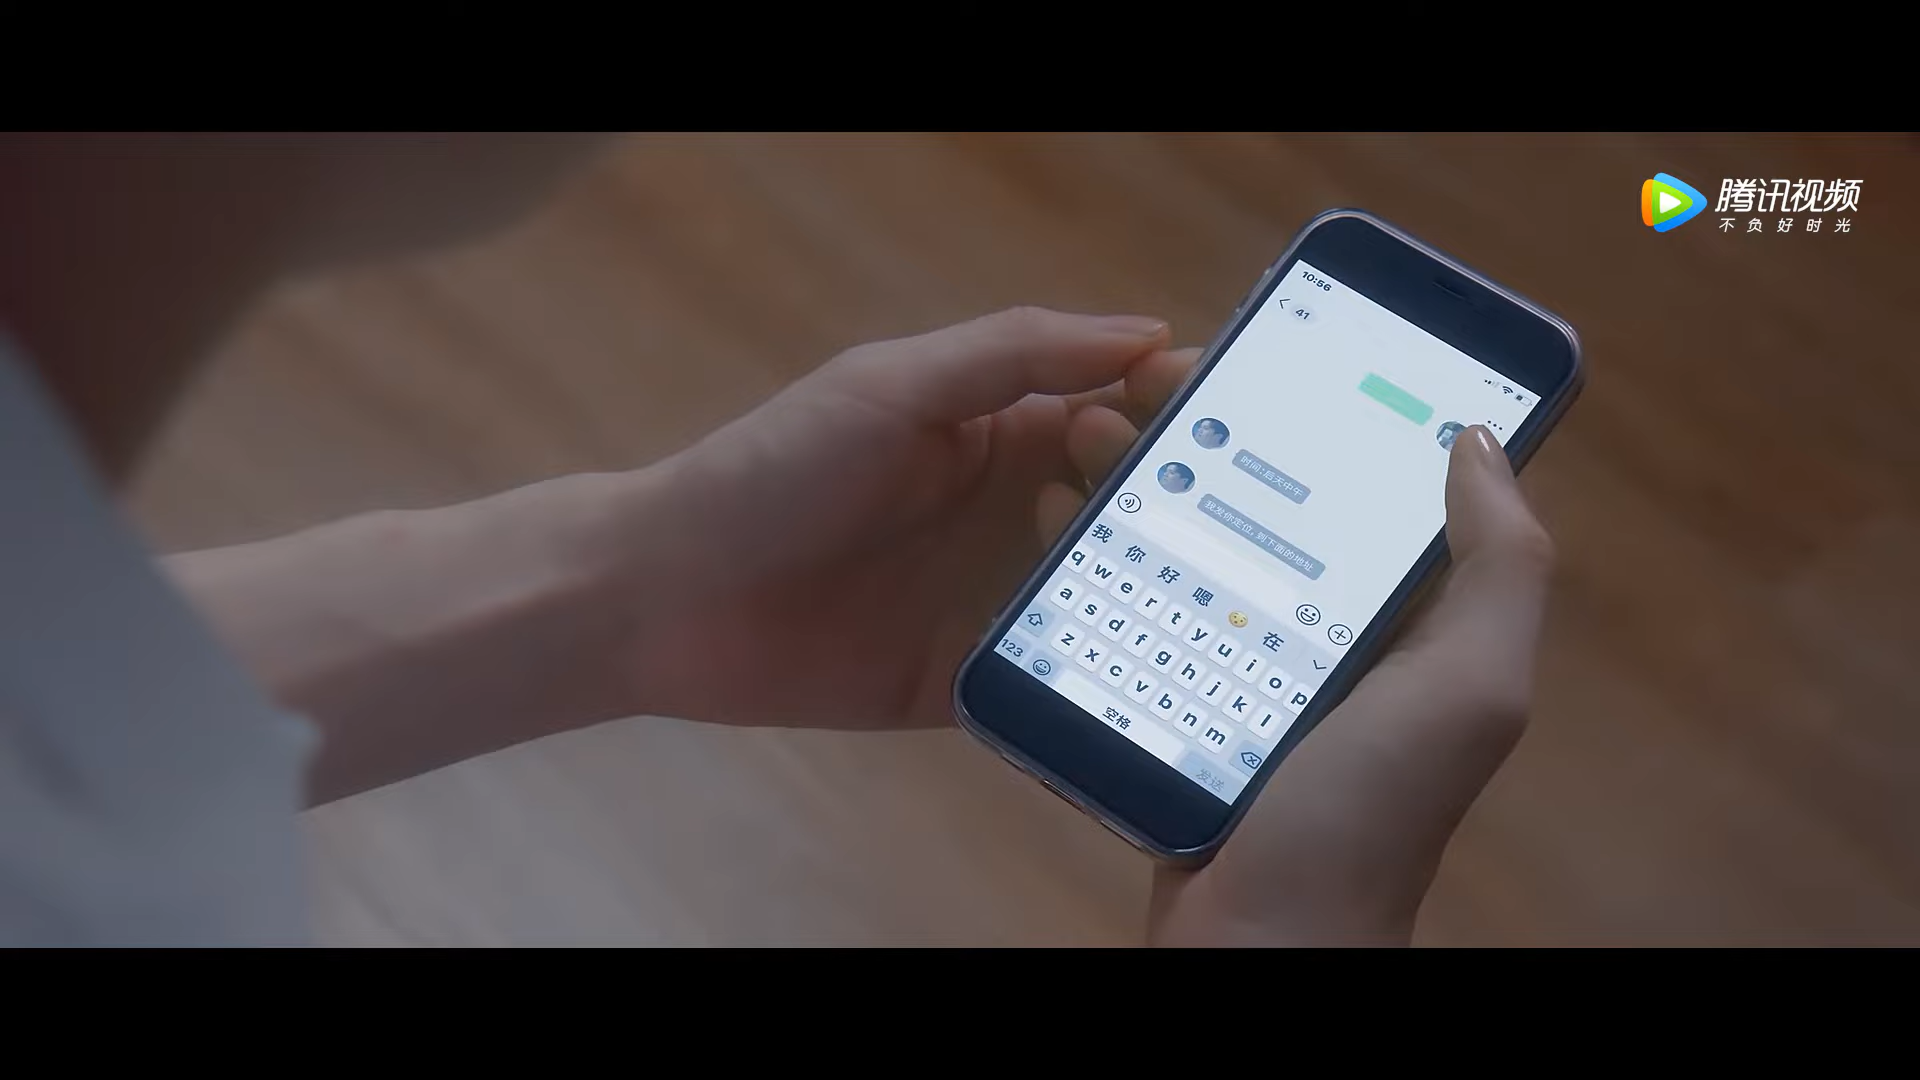 腾讯视频
不负好时光
10:56
41
时间:后天中午
我发你定位,到下面的地址
我 你 好 嗯 在
q w e r t y u i o p
a s d f g h j k l
z x c v b n m
123
空格
发送